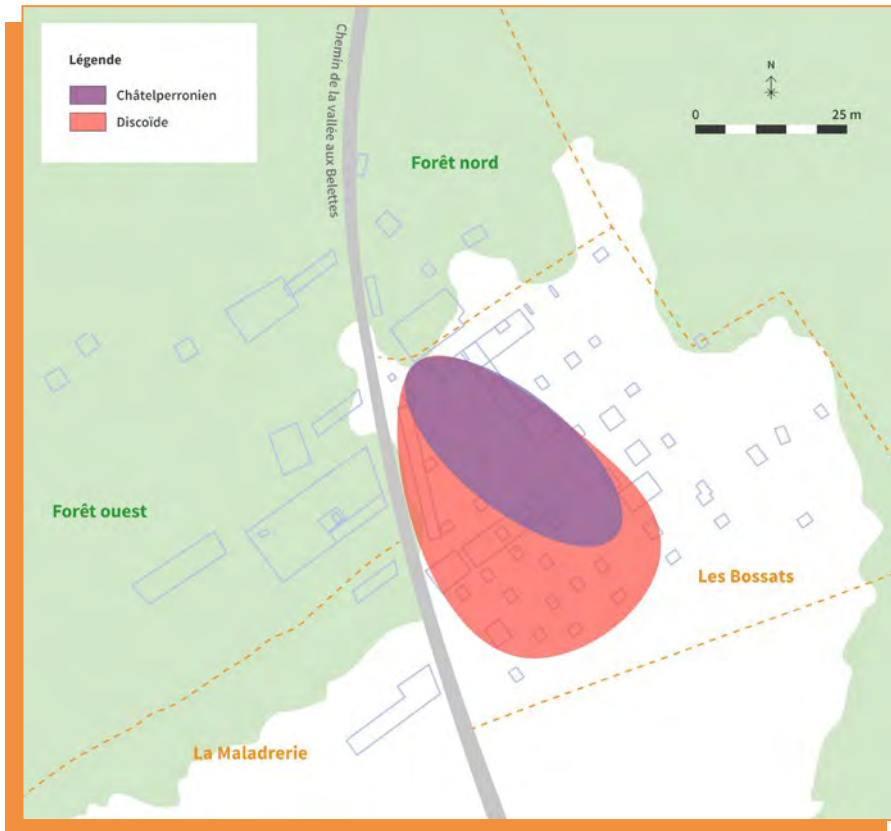 Légende
Châtelperronien
Discoïde
Chemin de la vallée aux Belettes
N
0 25 m
Forêt nord
Forêt ouest
Les Bossats
La Maladrerie